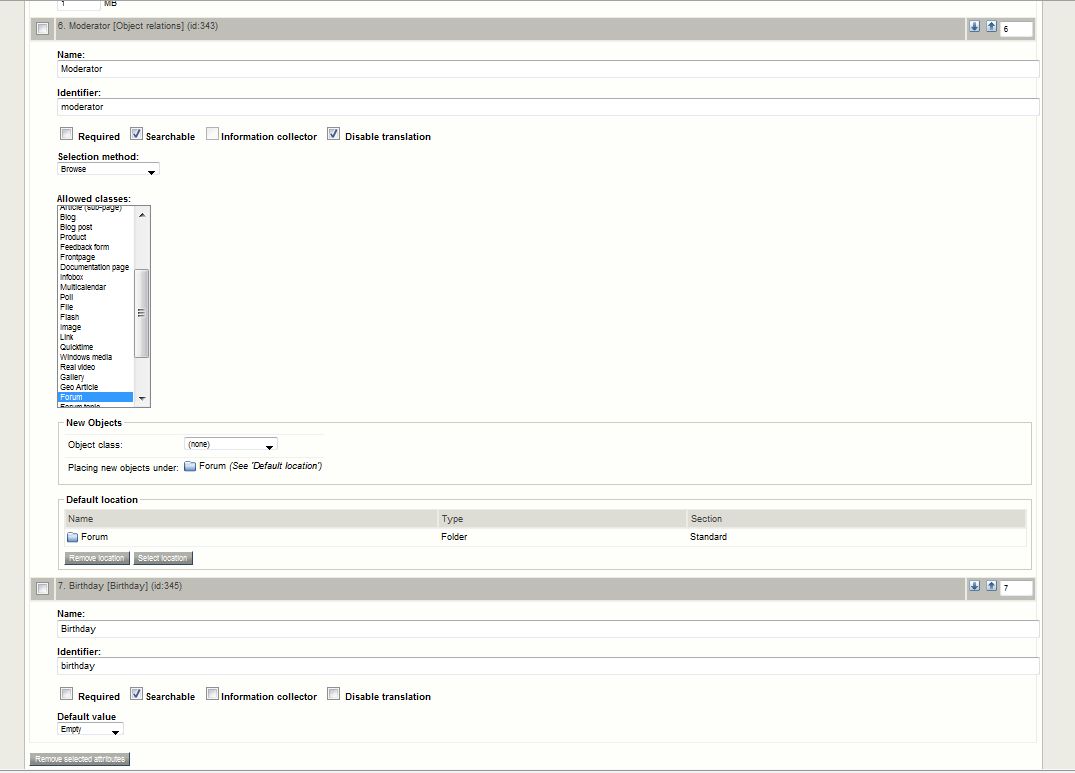 1 MB
6. Moderator [Object relations] (id:343) 6
Name:
Moderator
Identifier:
moderator
Required Searchable Information collector Disable translation
Selection method:
Browse
Allowed classes:
Article (sub-page)
Blog
Blog post
Product
Feedback form
Frontpage
Documentation page
Infobox
Multicalendar
Poll
File
Flash
Image
Link
Quicktime
Windows media
Real video
Gallery
Geo Article
Forum
Forum topic
New Objects
Object class: (none)
Placing new objects under: Forum (See 'Default location')
Default location
Name Type Section
Forum Folder Standard
Remove location Select location
7. Birthday [Birthday] (id:345) 7
Name:
Birthday
Identifier:
birthday
Required Searchable Information collector Disable translation
Default value
Empty
Remove selected attributes